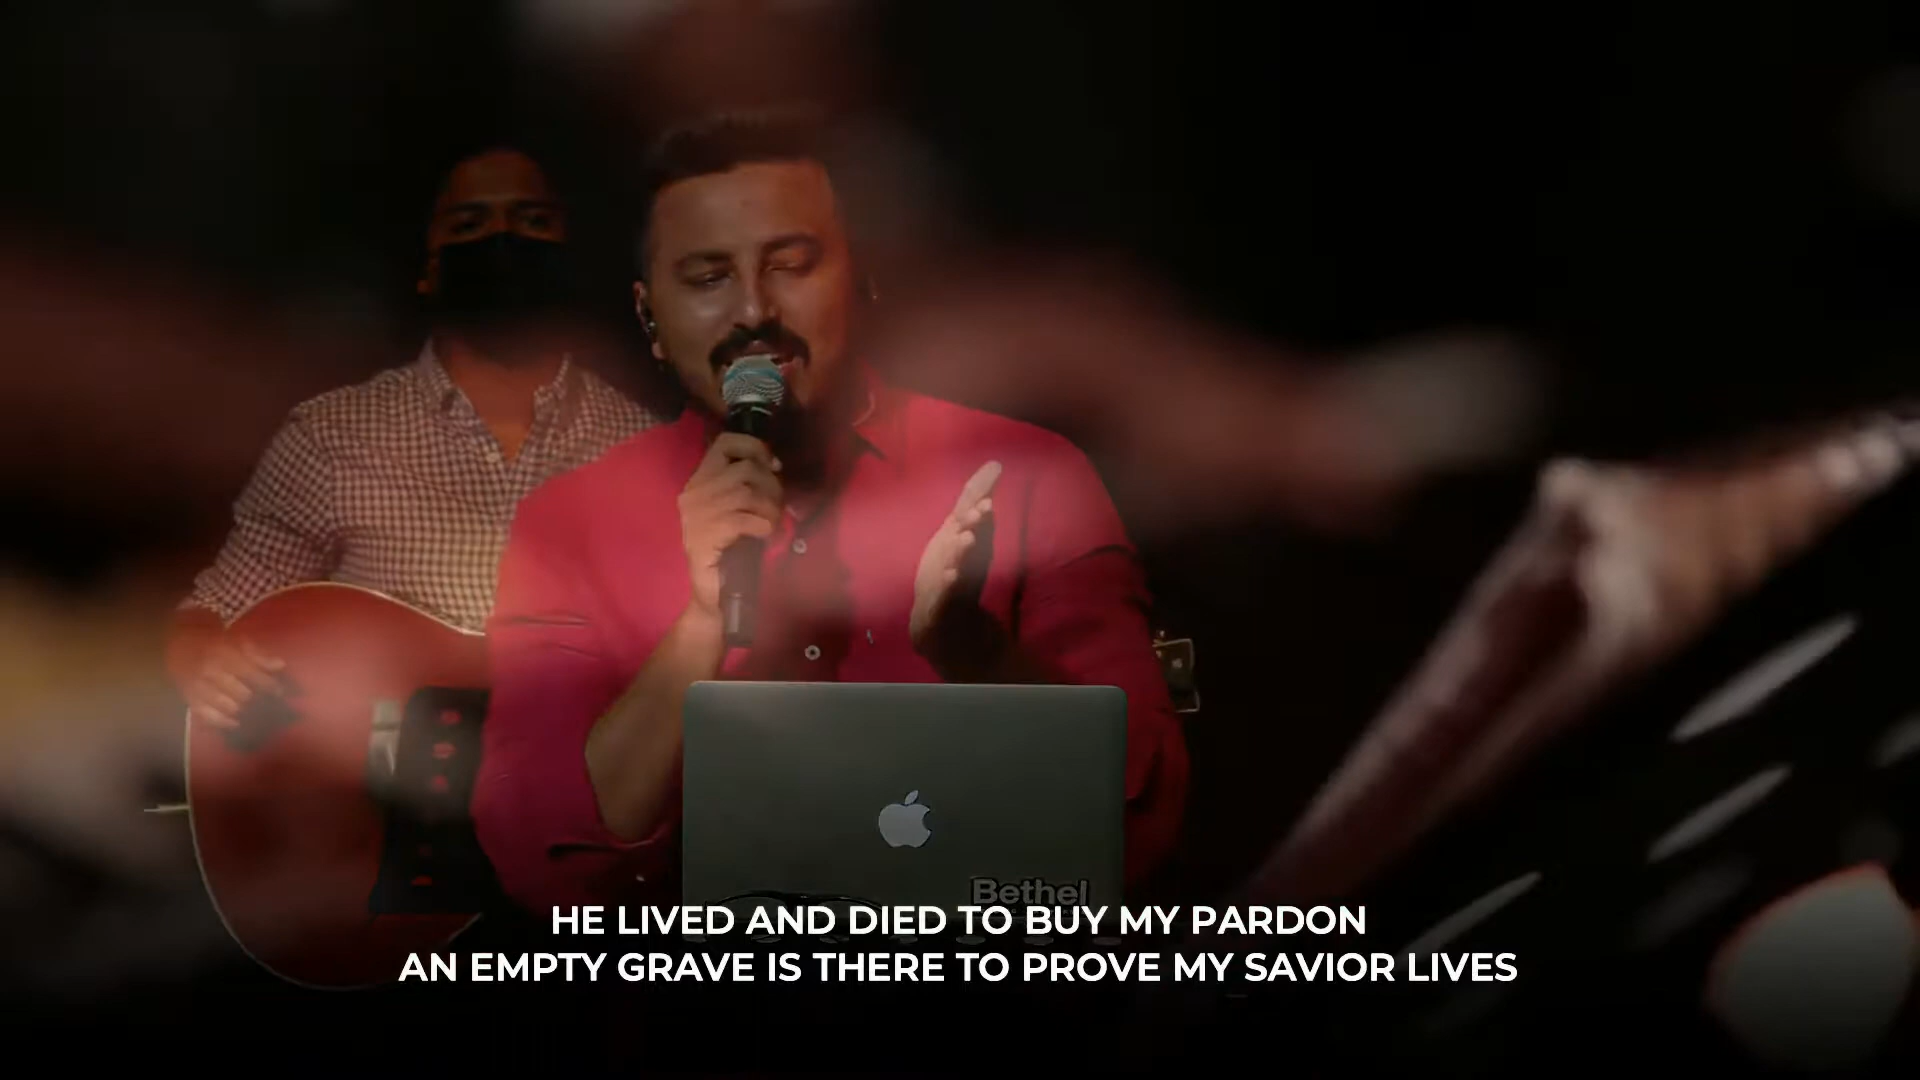 Bethel
HE LIVED AND DIED TO BUY MY PARDON
AN EMPTY GRAVE IS THERE TO PROVE MY SAVIOR LIVES